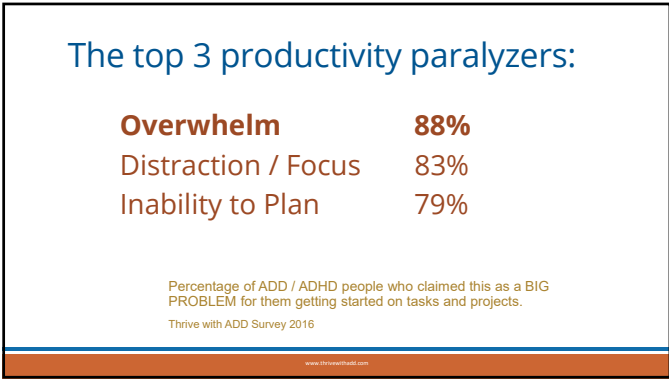 The top 3 productivity paralyzers:
Overwhelm 88%
Distraction / Focus 83%
Inability to Plan 79%
Percentage of ADD / ADHD people who claimed this as a BIG
PROBLEM for them getting started on tasks and projects.
Thrive with ADD Survey 2016
www.thrivewithadd.com